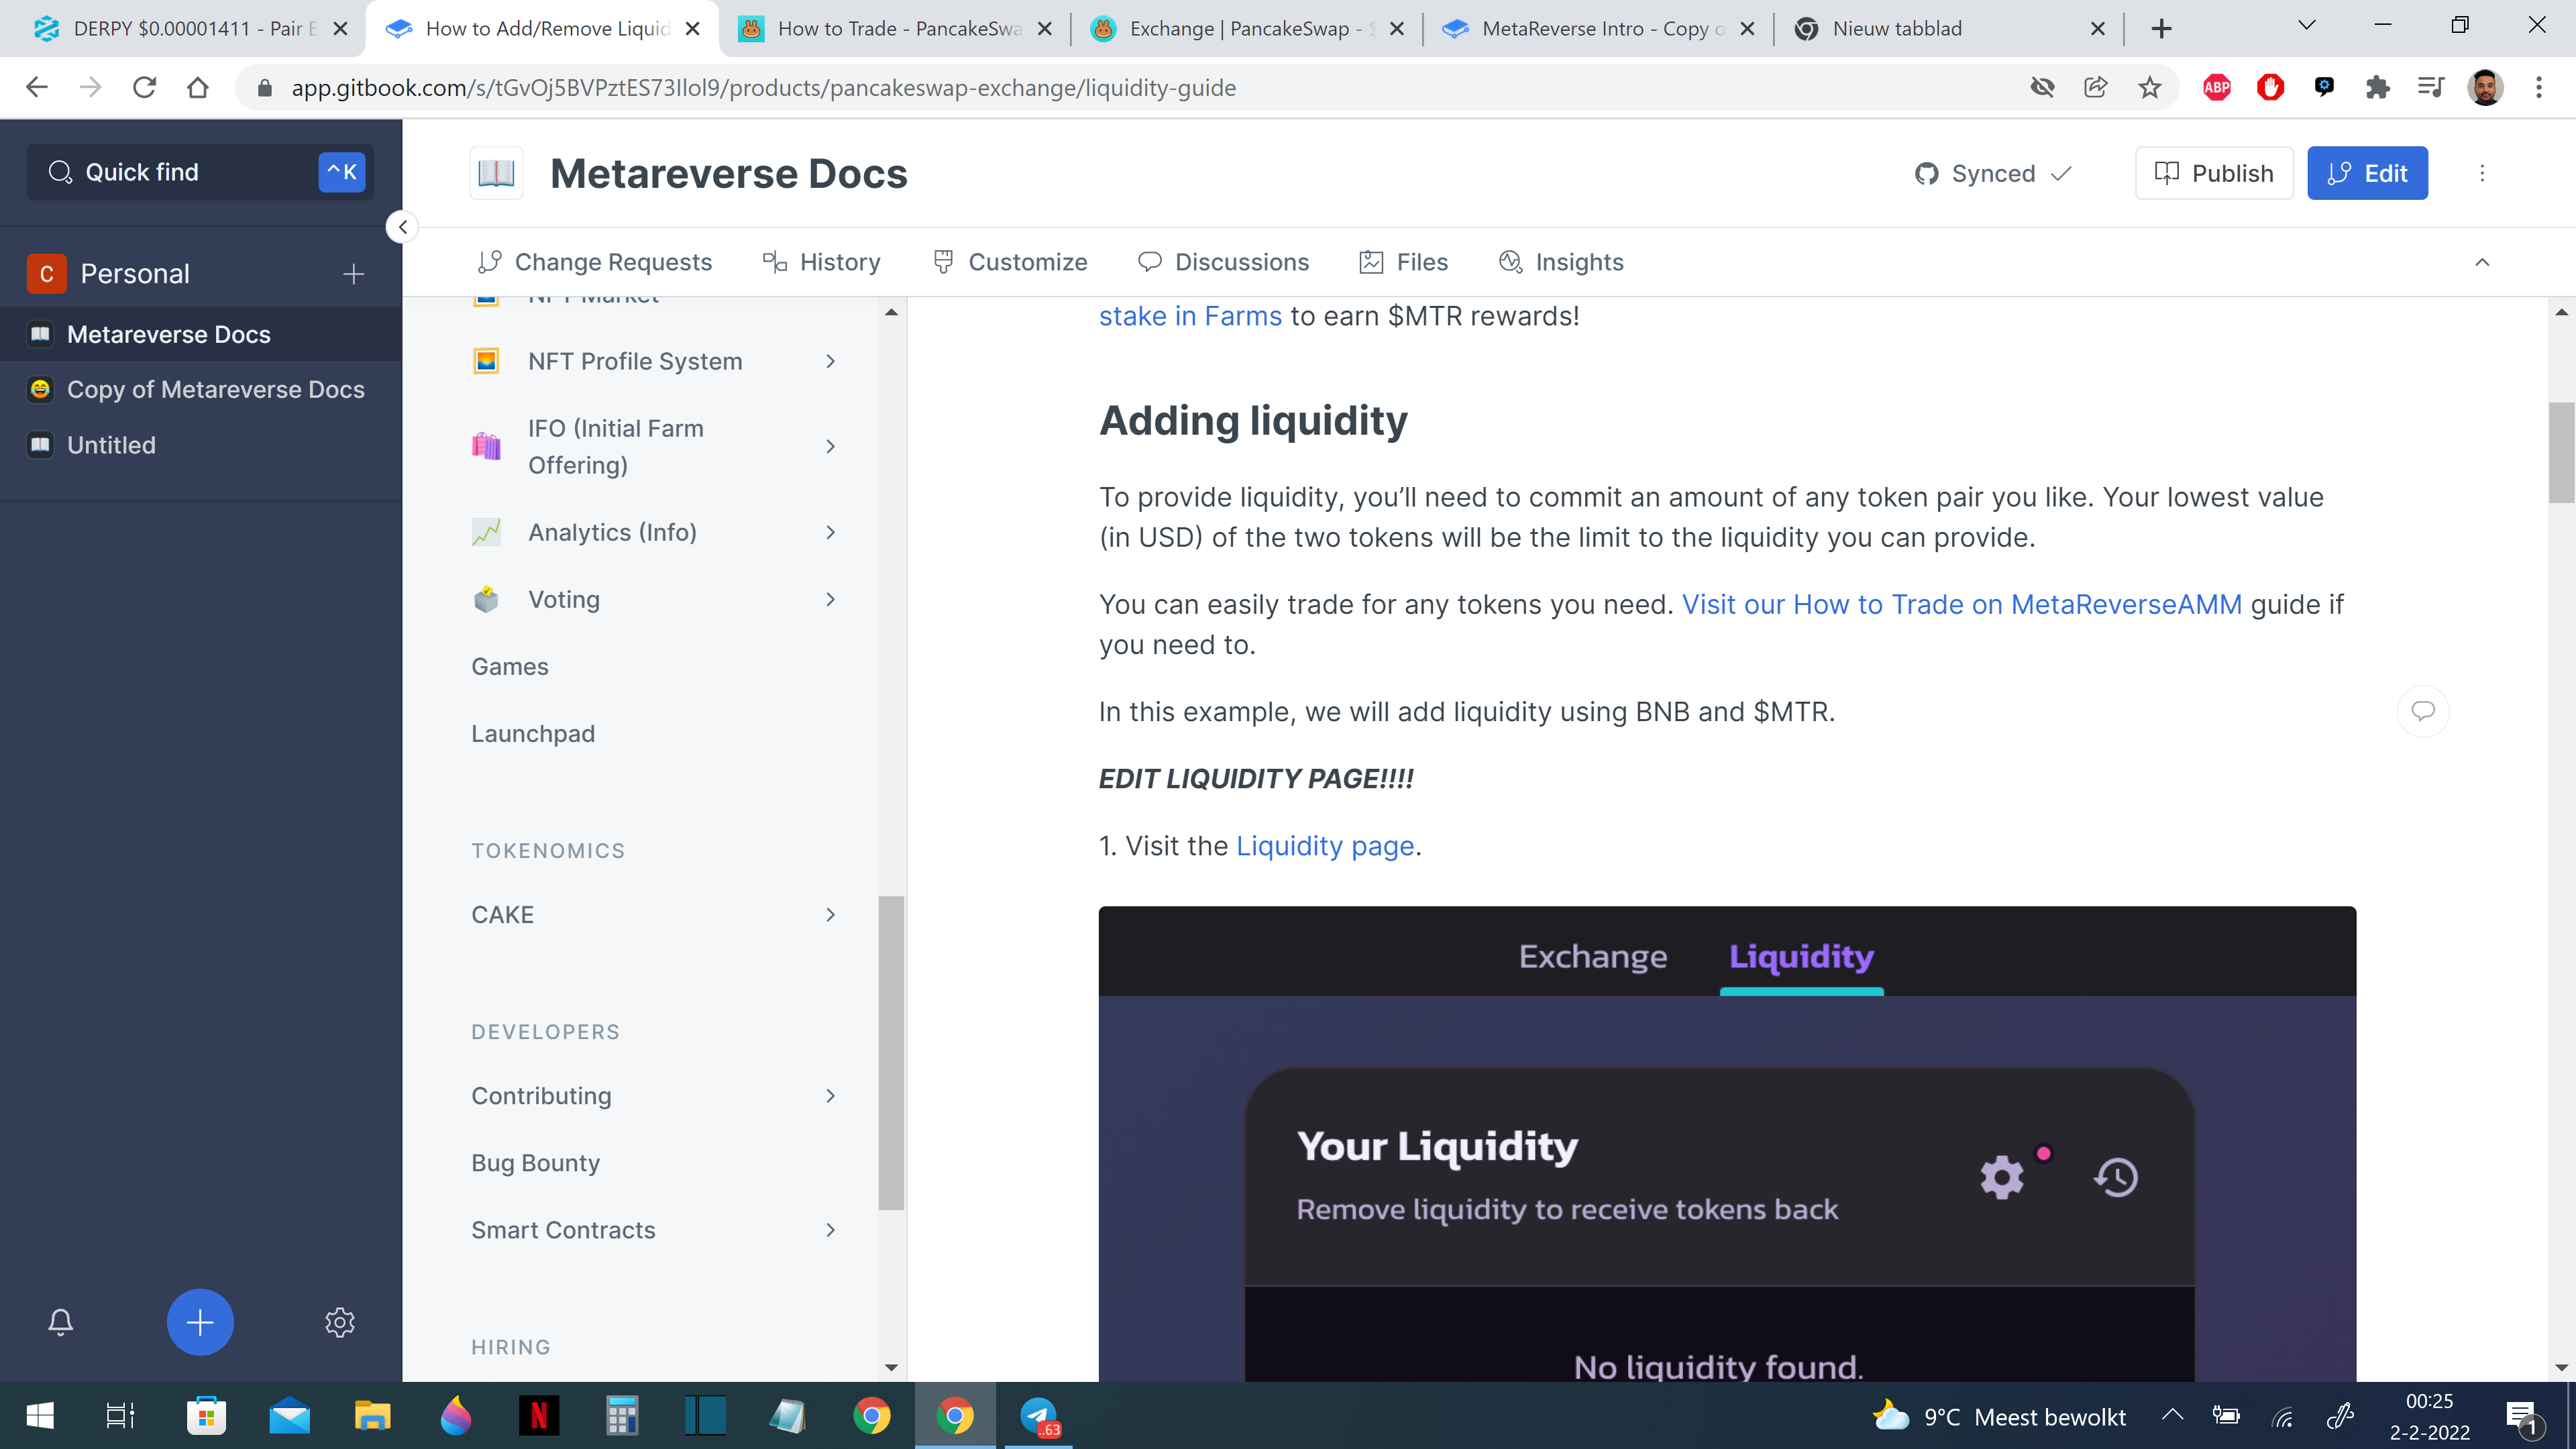 DERPY $0.00001411 - Pair E
How to Add/Remove Liquid
How to Trade - PancakeSwa
Exchange | PancakeSwap - $
MetaReverse Intro - Copy o
Nieuw tabblad
app.gitbook.com/s/tGvOj5BVPztES73Ilol9/products/pancakeswap-exchange/liquidity-guide
ABP
Quick find
^ K
Metareverse Docs
Synced
Publish
Edit
C Personal
Change Requests
History
Customize
Discussions
Files
Insights
Metareverse Docs
Copy of Metareverse Docs
Untitled
NFT Market
NFT Profile System
IFO (Initial Farm
Offering)
Analytics (Info)
Voting
Games
Launchpad
TOKENOMICS
CAKE
DEVELOPERS
Contributing
Bug Bounty
Smart Contracts
HIRING
stake in Farms to earn $MTR rewards!
Adding liquidity
To provide liquidity, you’ll need to commit an amount of any token pair you like. Your lowest value
(in USD) of the two tokens will be the limit to the liquidity you can provide.
You can easily trade for any tokens you need. Visit our How to Trade on MetaReverseAMM guide if
you need to.
In this example, we will add liquidity using BNB and $MTR.
EDIT LIQUIDITY PAGE!!!!
1. Visit the Liquidity page.
Exchange
Liquidity
Your Liquidity
Remove liquidity to receive tokens back
No liquidity found.
N
..63
9°C Meest bewolkt
00:25
2-2-2022
1